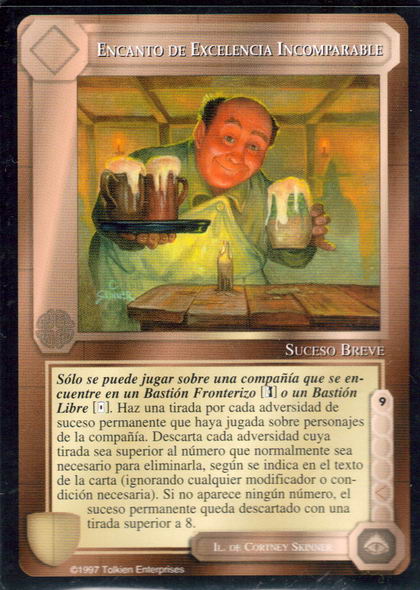 ENCANTO DE EXCELENCIA INCOMPARABLE
C. SKINNER
SUCESO BREVE
Sólo se puede jugar sobre una compañía que se en-
cuentre en un Bastión Fronterizo [] o un Bastión
Libre []. Haz una tirada por cada adversidad de
suceso permanente que haya jugada sobre personajes
de la compañía. Descarta cada adversidad cuya
tirada sea superior al número que normalmente sea
necesario para eliminarla, según se indica en el texto
de la carta (ignorando cualquier modificador o con-
dición necesaria). Si no aparece ningún número, el
suceso permanente queda descartado con una
tirada superior a 8.
9
IL. DE CORTNEY SKINNER
©1997 Tolkien Enterprises